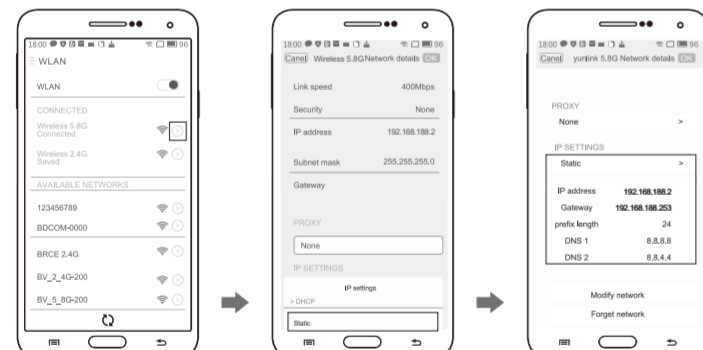 18:00
96
WLAN
WLAN
CONNECTED
Wireless 5.8G
Connected
Wireless 2.4G
Saved
AVAILABLE NETWORKS
123456789
BDCOM-0000
BRCE 2.4G
BV_2_4G-200
BV_5_8G-200
18:00
96
Canel Wireless 5.8G Network details OK
Link speed 400Mbps
Security None
IP address 192.168.188.2
Subnet mask 255,255,255,0
Gateway
PROXY
None
IP SETTINGS
IP settings
> DHCP
Static
18:00
96
Canel yunlink 5,8G Network details OK
PROXY
None >
IP SETTINGS
Static >
IP address 192.168.188.2
Gateway 192.168.188.253
prefix length 24
DNS 1 8,8,8,8
DNS 2 8,8,4,4
Modify network
Forget network